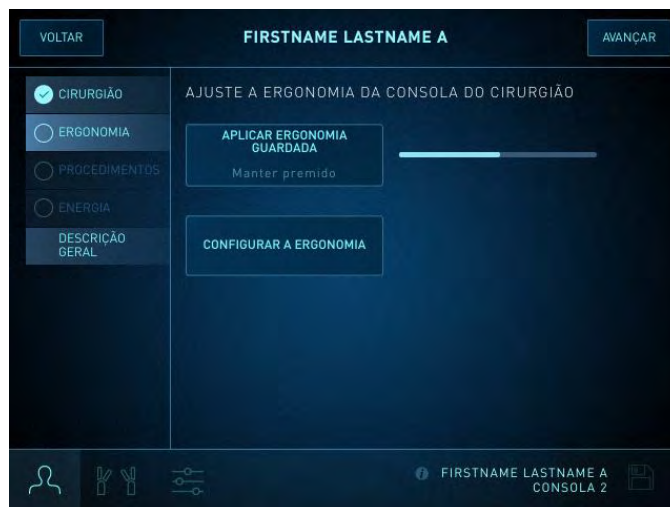 VOLTAR
FIRSTNAME LASTNAME A
AVANÇAR
CIRURGIÃO
ERGONOMIA
PROCEDIMENTOS
ENERGIA
DESCRIÇÃO
GERAL
AJUSTE A ERGONOMIA DA CONSOLA DO CIRURGIÃO
APLICAR ERGONOMIA
GUARDADA
Manter premido
CONFIGURAR A ERGONOMIA
FIRSTNAME LASTNAME A
CONSOLA 2